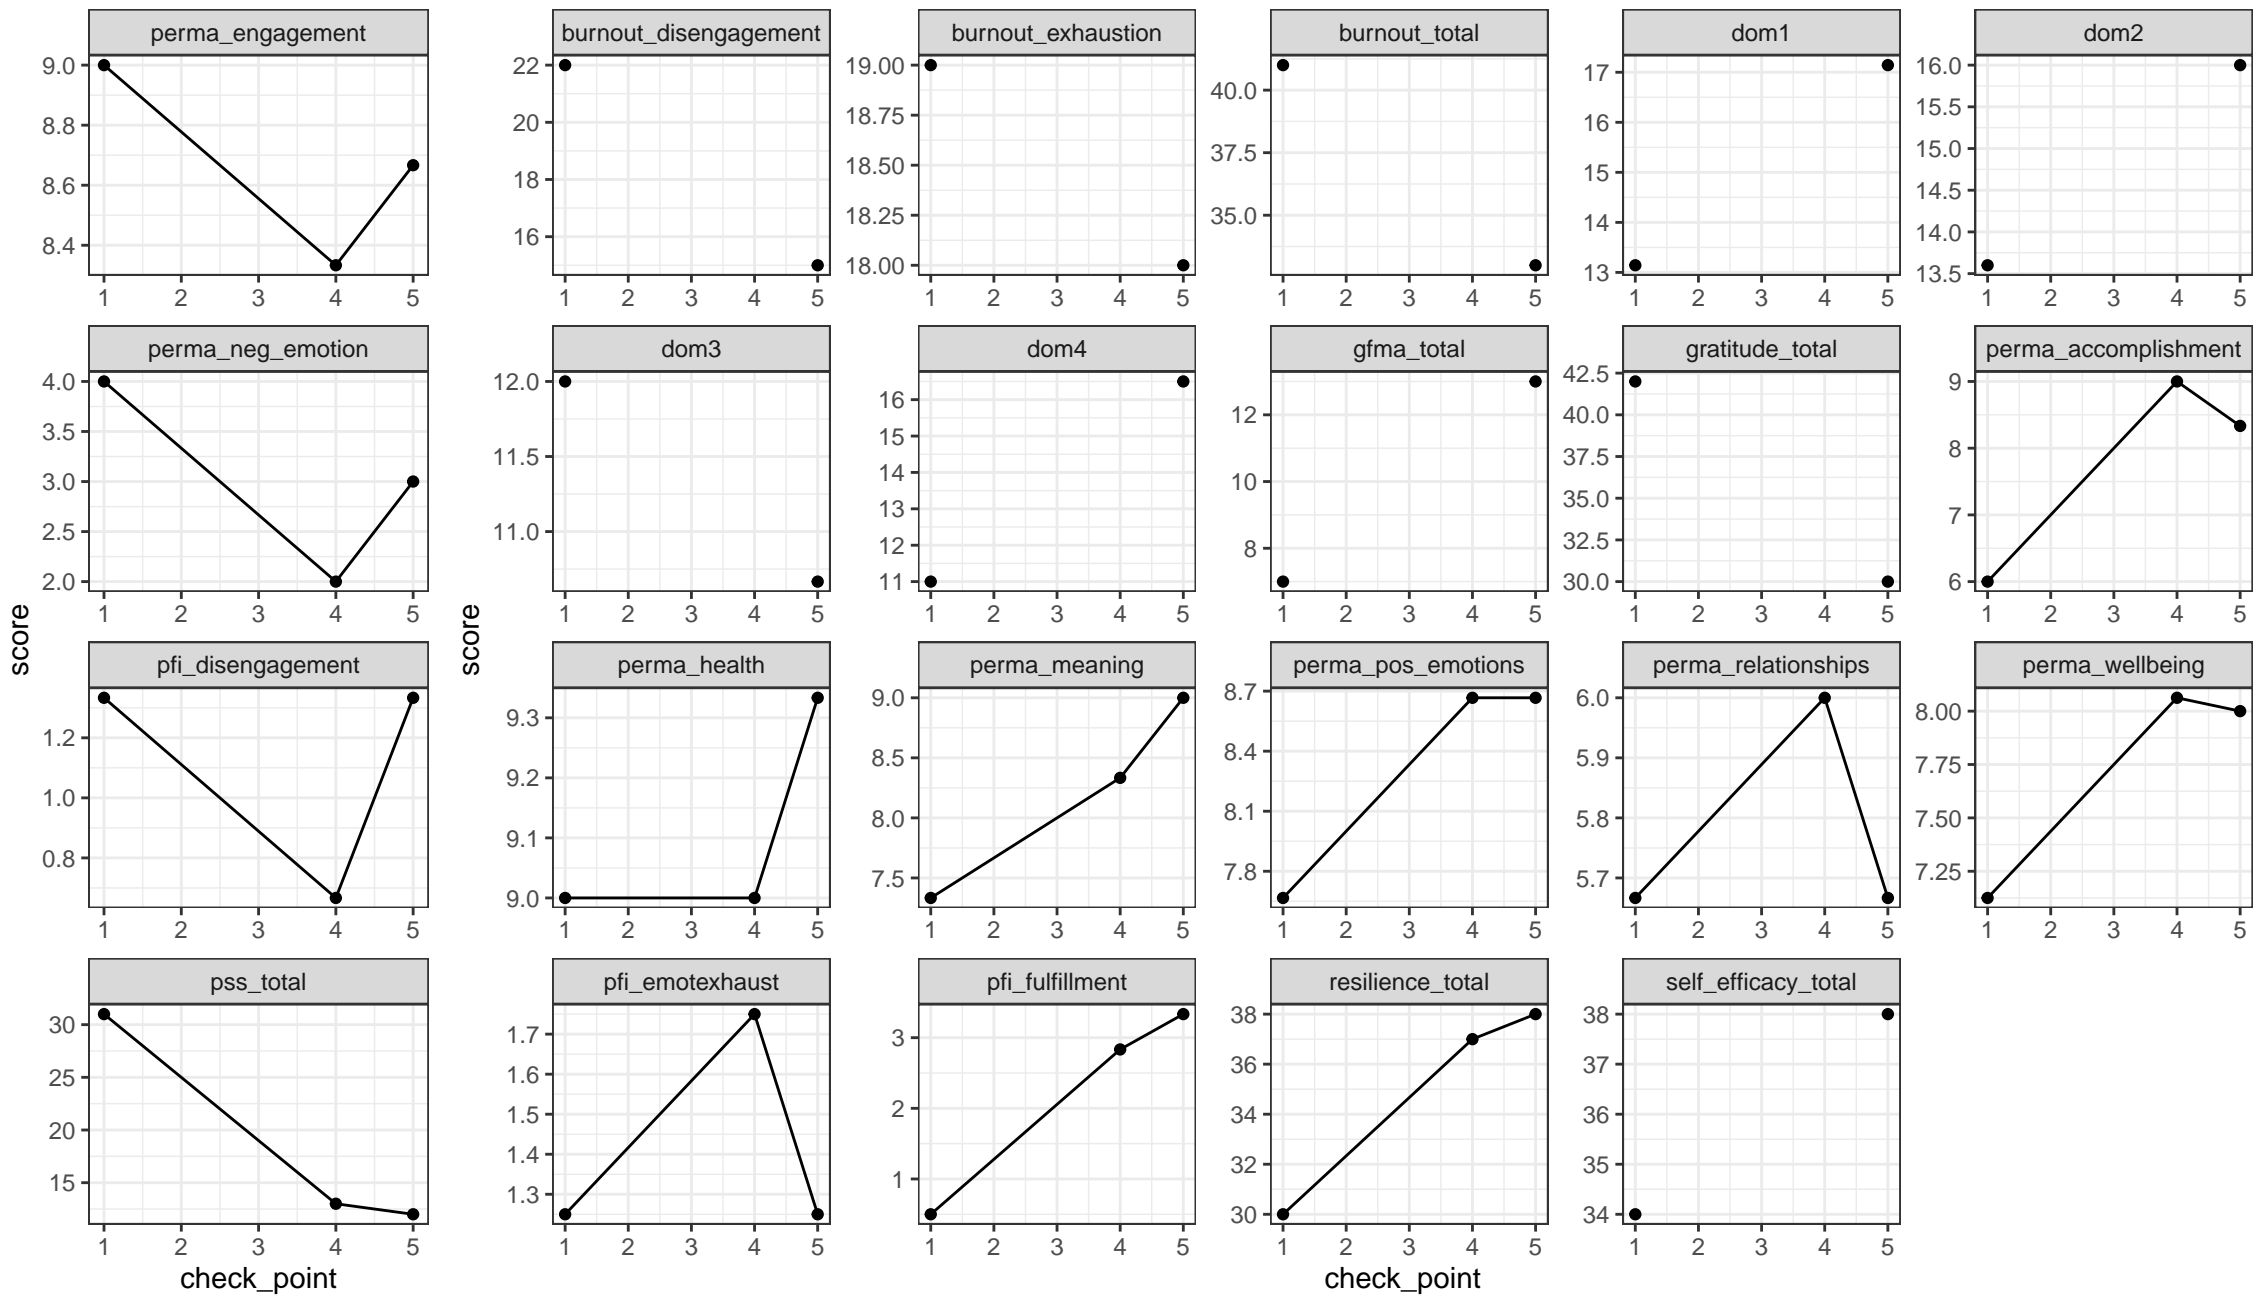 perma_engagement
9.0
8.8
8.6
8.4
1 2 3 4 5
perma_neg_emotion
4.0
3.5
3.0
2.5
2.0
1 2 3 4 5
pfi_disengagement
1.2
1.0
0.8
1 2 3 4 5
pss_total
30
25
20
15
1 2 3 4 5
score
check_point
burnout_disengagement
22
20
18
16
1 2 3 4 5
burnout_exhaustion
19.00
18.75
18.50
18.25
18.00
1 2 3 4 5
burnout_total
40.0
37.5
35.0
1 2 3 4 5
dom1
17
16
15
14
13
1 2 3 4 5
dom2
16.0
15.5
15.0
14.5
14.0
13.5
1 2 3 4 5
dom3
12.0
11.5
11.0
1 2 3 4 5
dom4
16
15
14
13
12
11
1 2 3 4 5
gfma_total
12
10
8
1 2 3 4 5
gratitude_total
42.5
40.0
37.5
35.0
32.5
30.0
1 2 3 4 5
perma_accomplishment
9
8
7
6
1 2 3 4 5
perma_health
9.3
9.2
9.1
9.0
1 2 3 4 5
perma_meaning
9.0
8.5
8.0
7.5
1 2 3 4 5
perma_pos_emotions
8.7
8.4
8.1
7.8
1 2 3 4 5
perma_relationships
6.0
5.9
5.8
5.7
1 2 3 4 5
perma_wellbeing
8.00
7.75
7.50
7.25
1 2 3 4 5
pfi_emotexhaust
1.7
1.6
1.5
1.4
1.3
1 2 3 4 5
pfi_fulfillment
3
2
1
1 2 3 4 5
resilience_total
38
36
34
32
30
1 2 3 4 5
self_efficacy_total
38
37
36
35
34
1 2 3 4 5
score
check_point